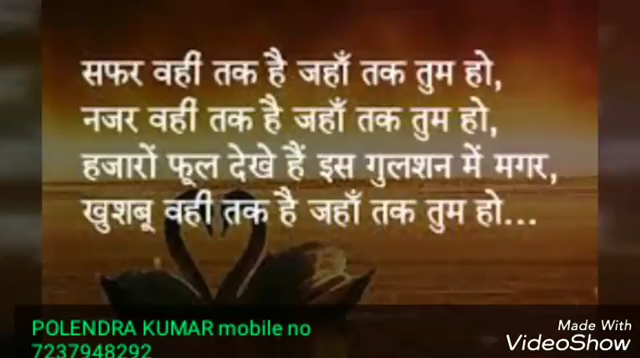 सफर वहीं तक है जहाँ तक तुम हो,
नजर वहीं तक है जहाँ तक तुम हो,
हजारों फूल देखे हैं इस गुलशन में मगर,
खुशबू वही तक है जहाँ तक तुम हो...
POLENDRA KUMAR mobile no
7237948292
Made With
VideoShow